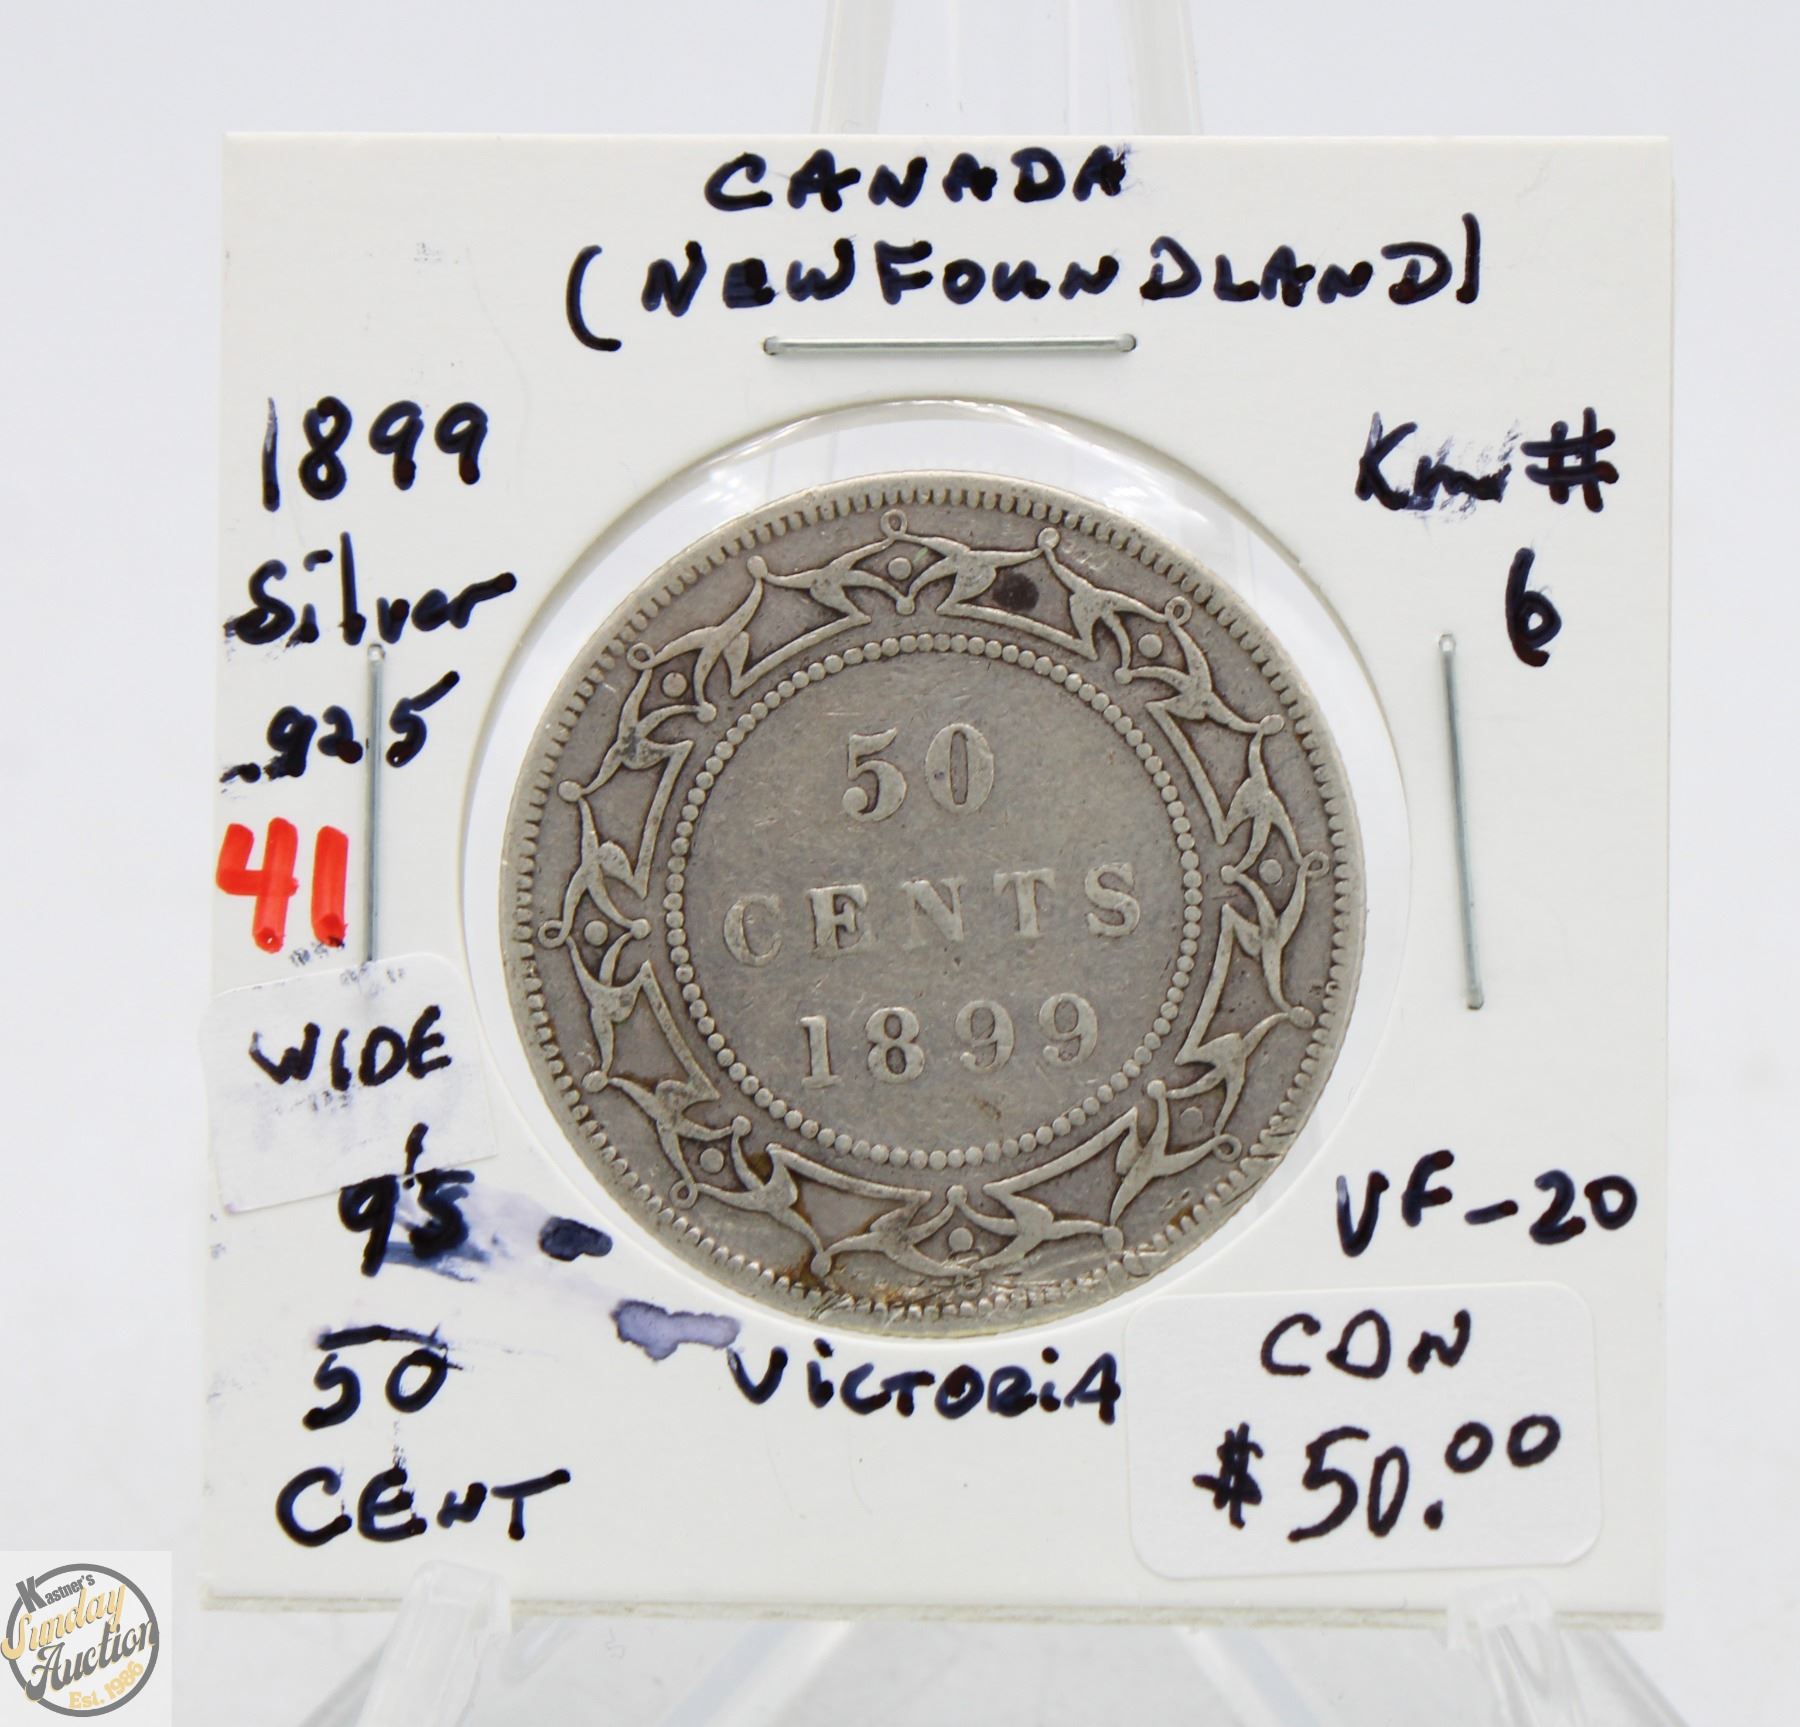 CANADA
(NEWFOUNDLAND)
1899
Silver
.925
41
Km#
6
50
CENTS
1899
WIDE
9's
50
CENT
VICTORIA
VF-20
CDN
$50.00
Kastner's
Sunday
Auction
Est. 1986